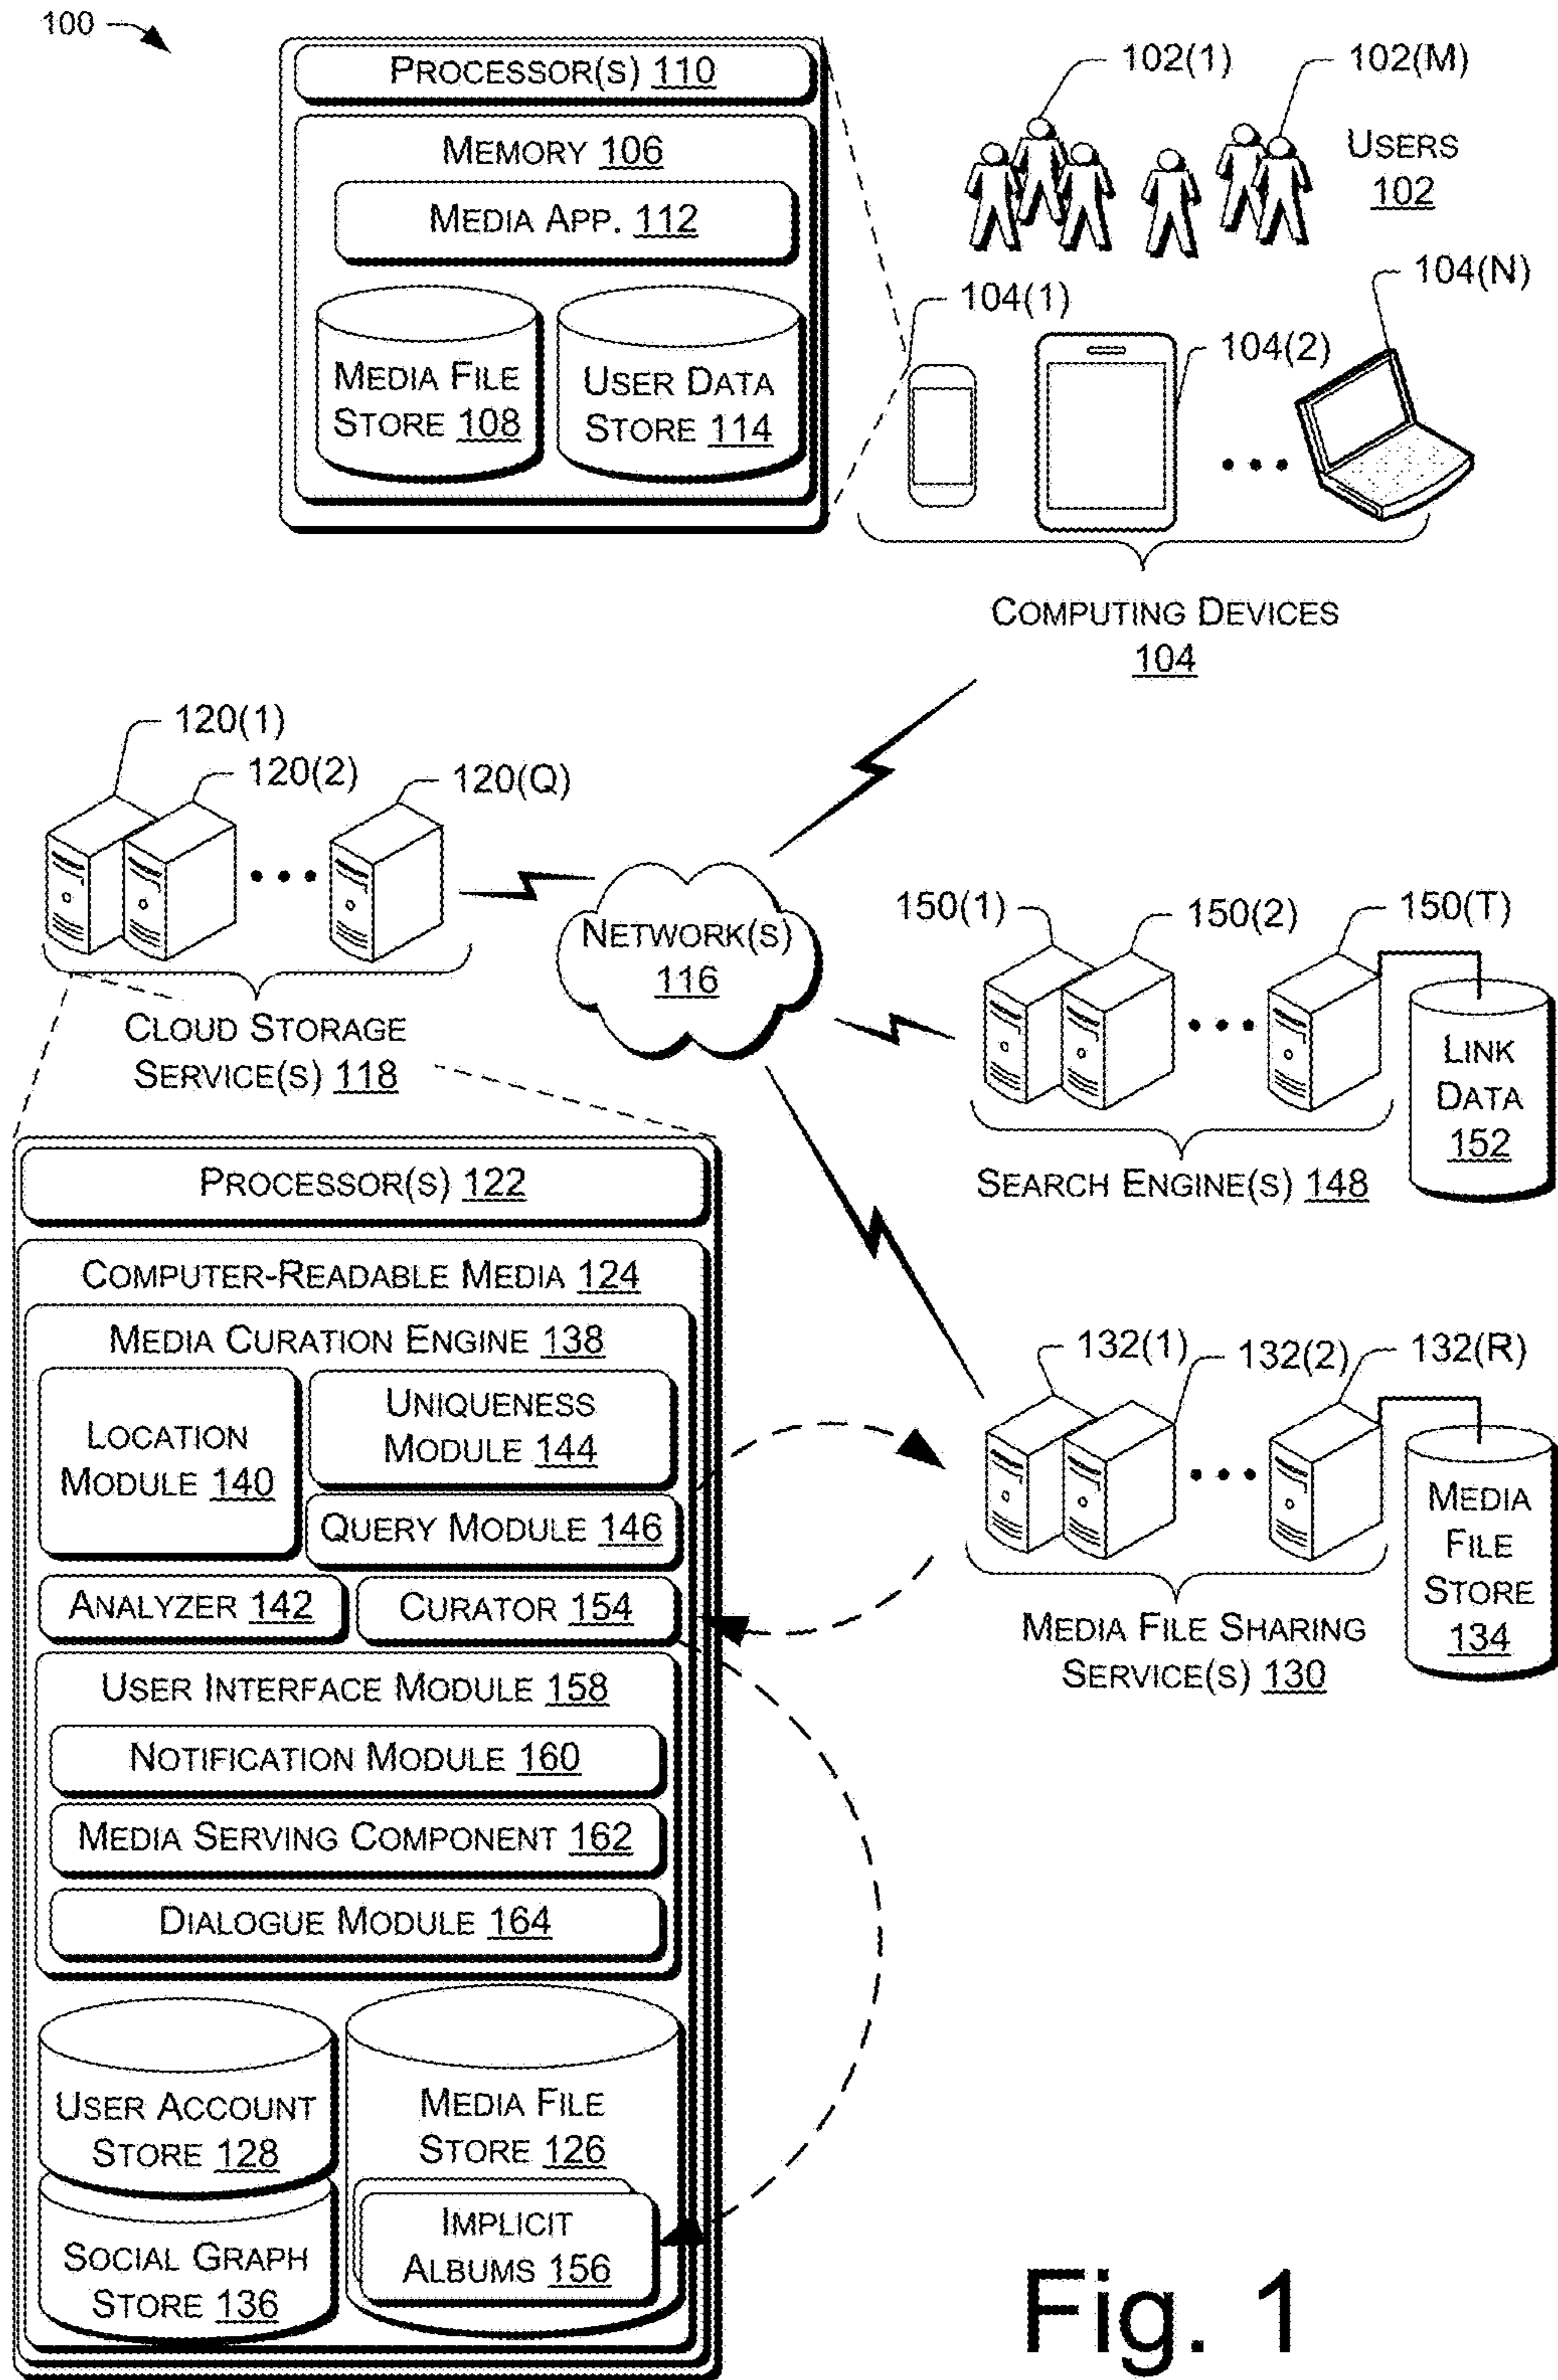 100
PROCESSOR(S) 110
MEMORY 106
MEDIA APP. 112
MEDIA FILE
STORE 108
USER DATA
STORE 114
102(1)
102(M)
USERS
102
104(1)
104(2)
104(N)
COMPUTING DEVICES
104
120(1)
120(2)
120(Q)
CLOUD STORAGE
SERVICE(S) 118
NETWORK(S)
116
150(1)
150(2)
150(T)
SEARCH ENGINE(S) 148
LINK
DATA
152
PROCESSOR(S) 122
COMPUTER-READABLE MEDIA 124
MEDIA CURATION ENGINE 138
LOCATION
MODULE 140
UNIQUENESS
MODULE 144
QUERY MODULE 146
ANALYZER 142
CURATOR 154
USER INTERFACE MODULE 158
NOTIFICATION MODULE 160
MEDIA SERVING COMPONENT 162
DIALOGUE MODULE 164
USER ACCOUNT
STORE 128
SOCIAL GRAPH
STORE 136
MEDIA FILE
STORE 126
IMPLICIT
ALBUMS 156
132(1)
132(2)
132(R)
MEDIA FILE SHARING
SERVICE(S) 130
MEDIA
FILE
STORE
134
Fig. 1